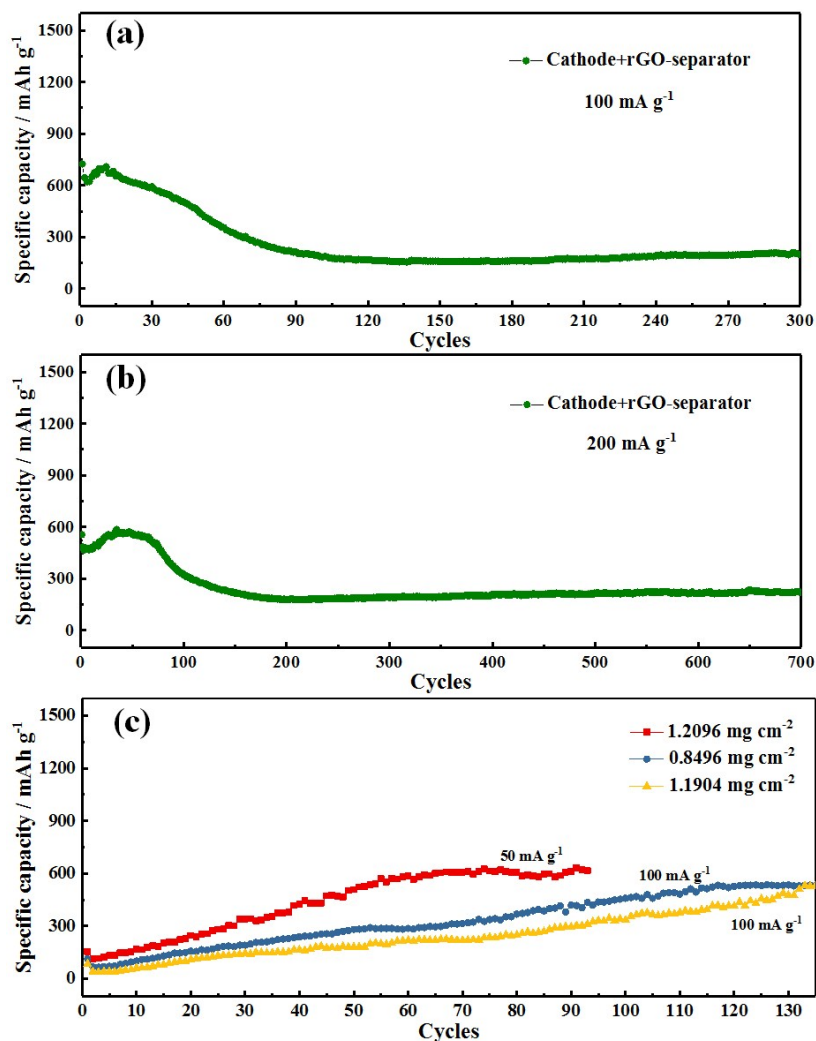 (a)
Cathode+rGO-separator
100 mA g⁻¹
Specific capacity / mAh g⁻¹
1500
1200
900
600
300
0
0 30 60 90 120 150 180 210 240 270 300
Cycles
(b)
Cathode+rGO-separator
200 mA g⁻¹
Specific capacity / mAh g⁻¹
1500
1200
900
600
300
0
0 100 200 300 400 500 600 700
Cycles
(c)
1.2096 mg cm⁻²
0.8496 mg cm⁻²
1.1904 mg cm⁻²
50 mA g⁻¹
100 mA g⁻¹
100 mA g⁻¹
Specific capacity / mAh g⁻¹
1500
1200
900
600
300
0
0 10 20 30 40 50 60 70 80 90 100 110 120 130
Cycles